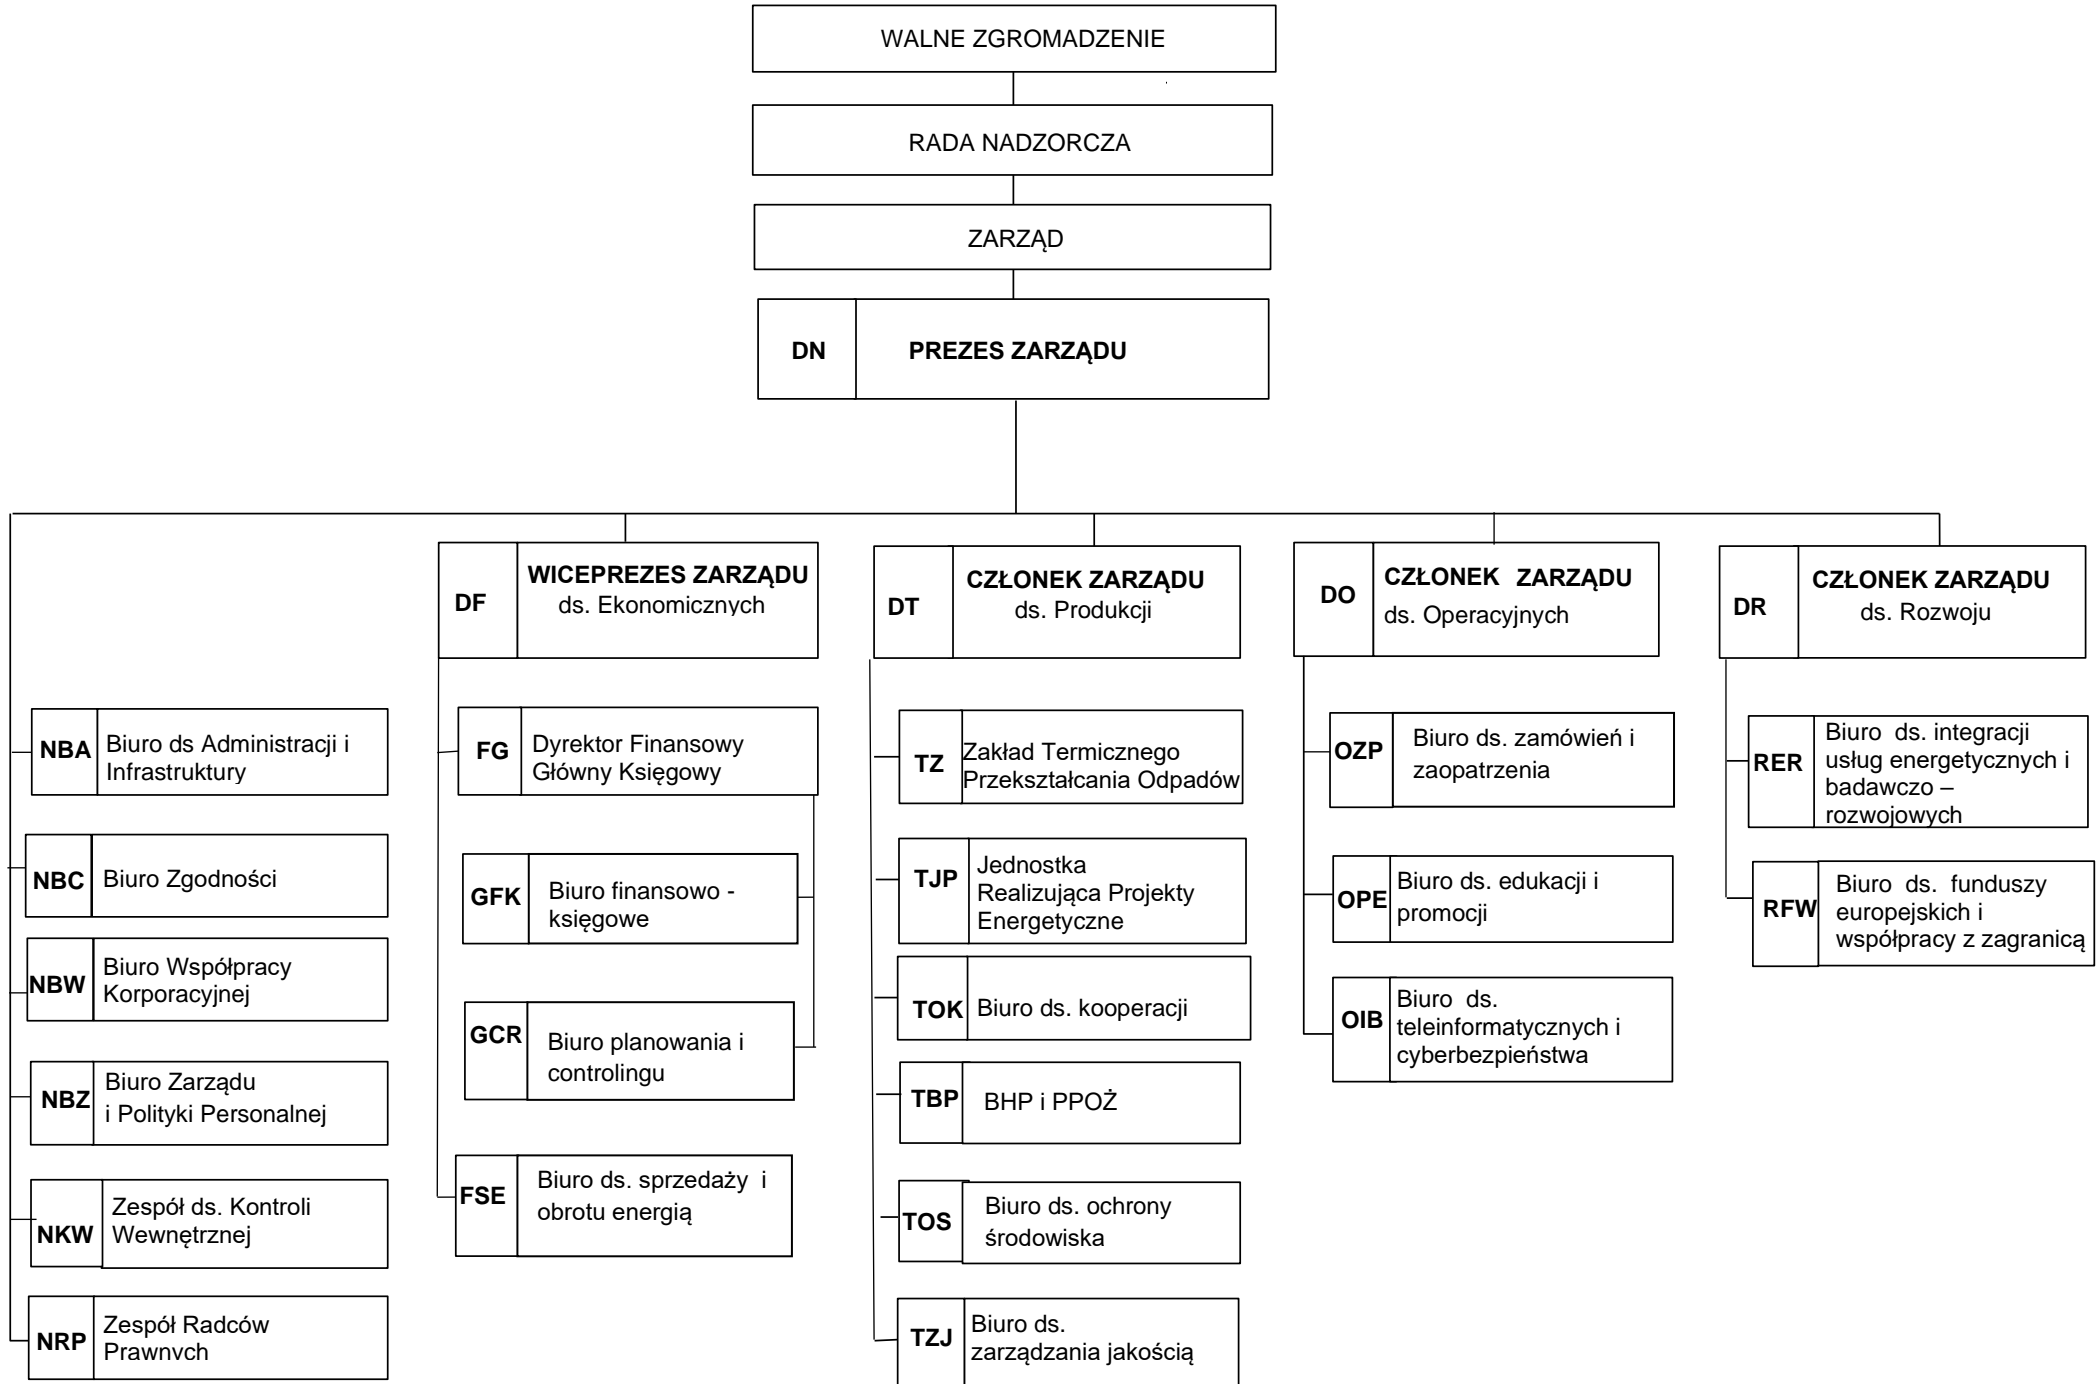 WALNE ZGROMADZENIE
RADA NADZORCZA
ZARZĄD
DN PREZES ZARZĄDU
DF
WICEPREZES ZARZĄDU
ds. Ekonomicznych
DT
CZŁONEK ZARZĄDU
ds. Produkcji
DO
CZŁONEK ZARZĄDU
ds. Operacyjnych
DR
CZŁONEK ZARZĄDU
ds. Rozwoju
NBA
Biuro ds Administracji i
Infrastruktury
NBC
Biuro Zgodności
NBW
Biuro Współpracy
Korporacyjnej
NBZ
Biuro Zarządu
i Polityki Personalnej
NKW
Zespół ds. Kontroli
Wewnętrznej
NRP
Zespół Radców
Prawnych
FG
Dyrektor Finansowy
Główny Księgowy
GFK
Biuro finansowo -
księgowe
GCR
Biuro planowania i
controlingu
FSE
Biuro ds. sprzedaży i
obrotu energią
TZ
Zakład Termicznego
Przekształcania Odpadów
TJP
Jednostka
Realizująca Projekty
Energetyczne
TOK
Biuro ds. kooperacji
TBP
BHP i PPOŻ
TOS
Biuro ds. ochrony
środowiska
TZJ
Biuro ds.
zarządzania jakością
OZP
Biuro ds. zamówień i
zaopatrzenia
OPE
Biuro ds. edukacji i
promocji
OIB
Biuro ds.
teleinformatycznych i
cyberbezpieństwa
RER
Biuro ds. integracji
usług energetycznych i
badawczo –
rozwojowych
RFW
Biuro ds. funduszy
europejskich i
współpracy z zagranicą